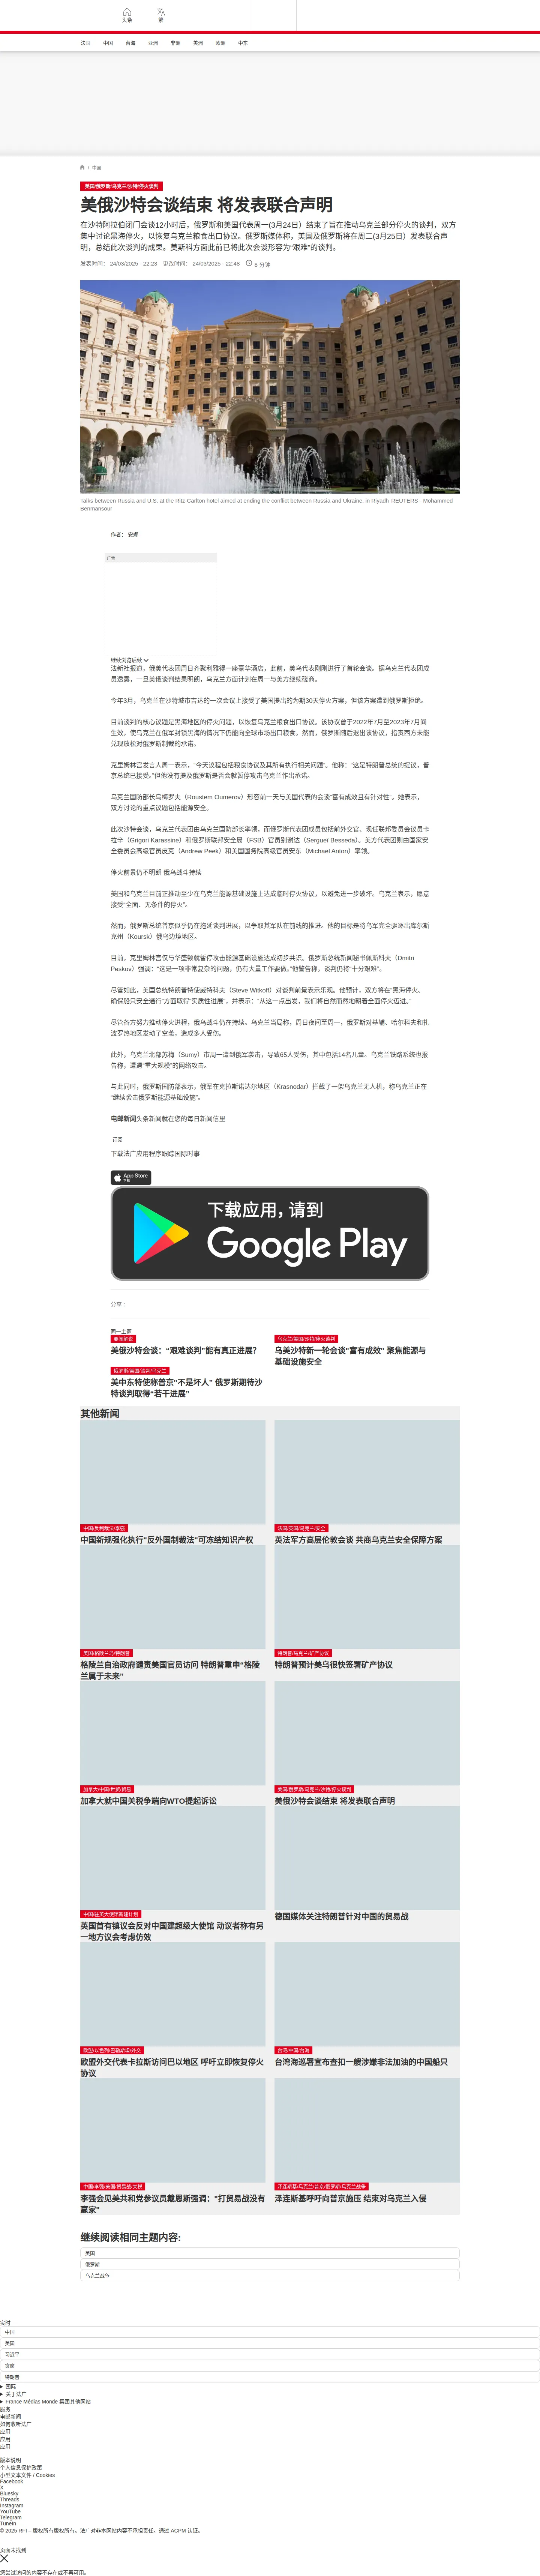 头条
繁
法国
中国
台海
亚洲
非洲
美洲
欧洲
中东
/ 中国
美国/俄罗斯/乌克兰/沙特/停火谈判
美俄沙特会谈结束 将发表联合声明
在沙特阿拉伯闭门会谈12小时后，俄罗斯和美国代表周一(3月24日）结束了旨在推动乌克兰部分停火的谈判，双方
集中讨论黑海停火，以恢复乌克兰粮食出口协议。俄罗斯媒体称，美国及俄罗斯将在周二(3月25日）发表联合声
明，总结此次谈判的成果。莫斯科方面此前已将此次会谈形容为“艰难”的谈判。
发表时间： 24/03/2025 - 22:23 更改时间： 24/03/2025 - 22:48 8 分钟
Talks between Russia and U.S. at the Ritz-Carlton hotel aimed at ending the conflict between Russia and Ukraine, in Riyadh REUTERS - Mohammed
Benmansour
作者： 安娜
广告
继续浏览后续
法新社报道，俄美代表团周日齐聚利雅得一座豪华酒店，此前，美乌代表刚刚进行了首轮会谈。据乌克兰代表团成
员透露，一旦美俄谈判结果明朗，乌克兰方面计划在周一与美方继续磋商。
今年3月，乌克兰在沙特城市吉达的一次会议上接受了美国提出的为期30天停火方案，但该方案遭到俄罗斯拒绝。
目前谈判的核心议题是黑海地区的停火问题，以恢复乌克兰粮食出口协议。该协议曾于2022年7月至2023年7月间
生效，使乌克兰在俄军封锁黑海的情况下仍能向全球市场出口粮食。然而，俄罗斯随后退出该协议，指责西方未能
兑现放松对俄罗斯制裁的承诺。
克里姆林宫发言人周一表示，“今天议程包括粮食协议及其所有执行相关问题”。他称：“这是特朗普总统的提议，普
京总统已接受。”但他没有提及俄罗斯是否会就暂停攻击乌克兰作出承诺。
乌克兰国防部长乌梅罗夫（Roustem Oumerov）形容前一天与美国代表的会谈“富有成效且有针对性”。她表示，
双方讨论的重点议题包括能源安全。
此次沙特会谈，乌克兰代表团由乌克兰国防部长率领，而俄罗斯代表团成员包括前外交官、现任联邦委员会议员卡
拉辛（Grigori Karassine）和俄罗斯联邦安全局（FSB）官员别谢达（Sergueï Besseda）。美方代表团则由国家安
全委员会高级官员皮克（Andrew Peek）和美国国务院高级官员安东（Michael Anton）率领。
停火前景仍不明朗 俄乌战斗持续
美国和乌克兰目前正推动至少在乌克兰能源基础设施上达成临时停火协议，以避免进一步破坏。乌克兰表示，愿意
接受“全面、无条件的停火”。
然而，俄罗斯总统普京似乎仍在拖延谈判进展，以争取其军队在前线的推进。他的目标是将乌军完全驱逐出库尔斯
克州（Koursk）俄乌边境地区。
目前，克里姆林宫仅与华盛顿就暂停攻击能源基础设施达成初步共识。俄罗斯总统新闻秘书佩斯科夫（Dmitri
Peskov）强调：“这是一项非常复杂的问题，仍有大量工作要做。”他警告称，谈判仍将“十分艰难”。
尽管如此，美国总统特朗普特使威特科夫（Steve Witkoff）对谈判前景表示乐观。他预计，双方将在“黑海停火、
确保船只安全通行”方面取得“实质性进展”，并表示：“从这一点出发，我们将自然而然地朝着全面停火迈进。”
尽管各方努力推动停火进程，俄乌战斗仍在持续。乌克兰当局称，周日夜间至周一，俄罗斯对基辅、哈尔科夫和扎
波罗热地区发动了空袭，造成多人受伤。
此外，乌克兰北部苏梅（Sumy）市周一遭到俄军袭击，导致65人受伤，其中包括14名儿童。乌克兰铁路系统也报
告称，遭遇“重大规模”的网络攻击。
与此同时，俄罗斯国防部表示，俄军在克拉斯诺达尔地区（Krasnodar）拦截了一架乌克兰无人机，称乌克兰正在
“继续袭击俄罗斯能源基础设施”。
电邮新闻头条新闻就在您的每日新闻信里
订阅
下载法广应用程序跟踪国际时事
App Store
下载
下载应用，请到
Google Play
分享 :
同一主题
要闻解说
美俄沙特会谈：“艰难谈判”能有真正进展?
乌克兰/美国/沙特/停火谈判
乌美沙特新一轮会谈"富有成效" 聚焦能源与
基础设施安全
俄罗斯/美国/谈判/乌克兰
美中东特使称普京"不是坏人" 俄罗斯期待沙
特谈判取得“若干进展”
其他新闻
中国/反制裁法/李强
中国新规强化执行"反外国制裁法"可冻结知识产权
法国/英国/乌克兰/安全
英法军方高层伦敦会谈 共商乌克兰安全保障方案
美国/格陵兰岛/特朗普
格陵兰自治政府谴责美国官员访问 特朗普重申“格陵
兰属于未来”
特朗普/乌克兰/矿产协议
特朗普预计美乌很快签署矿产协议
加拿大/中国/世贸/贸易
加拿大就中国关税争端向WTO提起诉讼
美国/俄罗斯/乌克兰/沙特/停火谈判
美俄沙特会谈结束 将发表联合声明
中国/驻英大使馆新建计划
英国首有镇议会反对中国建超级大使馆 动议者称有另
一地方议会考虑仿效
德国媒体关注特朗普针对中国的贸易战
欧盟/以色列/巴勒斯坦/外交
欧盟外交代表卡拉斯访问巴以地区 呼吁立即恢复停火
协议
台湾/中国/台海
台湾海巡署宣布查扣一艘涉嫌非法加油的中国船只
中国/李强/美国/贸易战/关税
李强会见美共和党参议员戴恩斯强调："打贸易战没有
赢家"
泽连斯基/乌克兰/普京/俄罗斯/乌克兰战争
泽连斯基呼吁向普京施压 结束对乌克兰入侵
继续阅读相同主题内容:
美国
俄罗斯
乌克兰战争
实时
中国
美国
习近平
贪腐
特朗普
国际
关于法广
France Médias Monde 集团其他网站
服务
电邮新闻
如何收听法广
应用
应用
应用
版本说明
个人信息保护政策
小型文本文件 / Cookies
Facebook
X
Bluesky
Threads
Instagram
YouTube
Telegram
TuneIn
© 2025 RFI – 版权所有版权所有。法广对非本网站内容不承担责任。通过 ACPM 认证。
页面未找到
您尝试访问的内容不存在或不再可用。